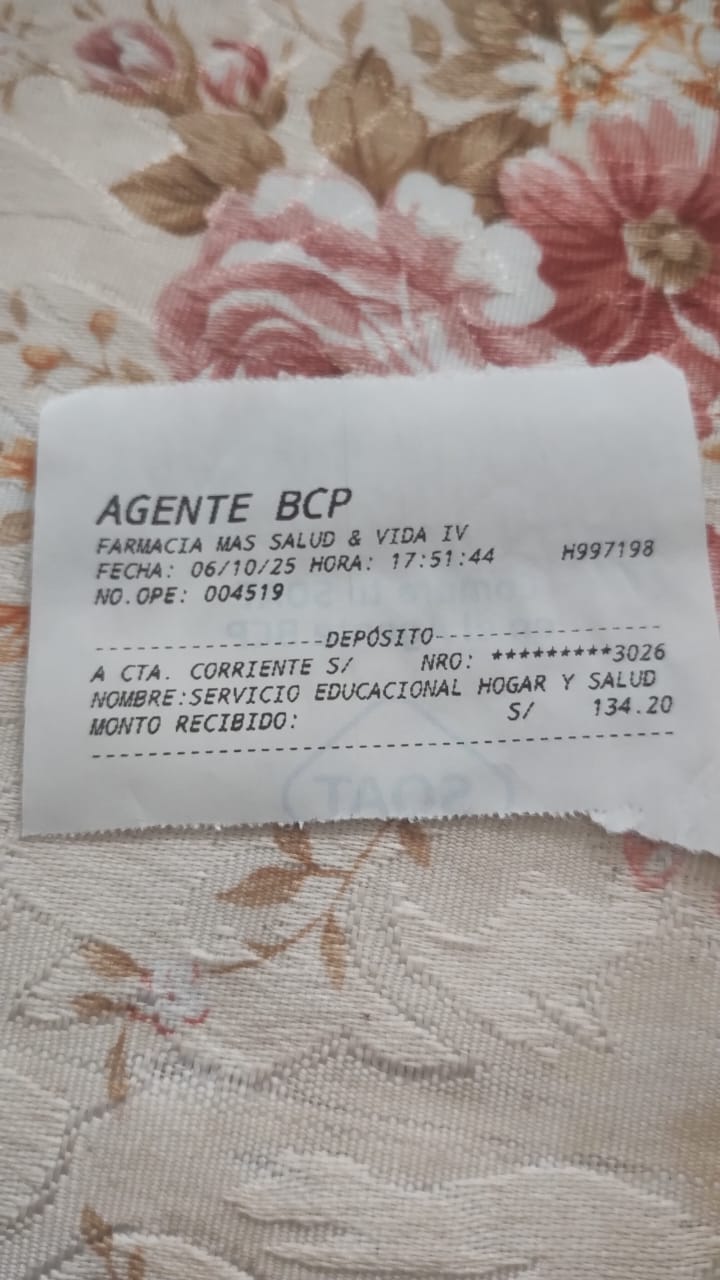 AGENTE BCP
FARMACIA MAS SALUD & VIDA IV
FECHA: 06/10/25 HORA: 17:51:44 H997198
NO.OPE: 004519
--------------------DEPÓSITO--------------------
A CTA. CORRIENTE S/ NRO: *********3026
NOMBRE:SERVICIO EDUCACIONAL HOGAR Y SALUD
MONTO RECIBIDO: S/ 134.20
SOAT